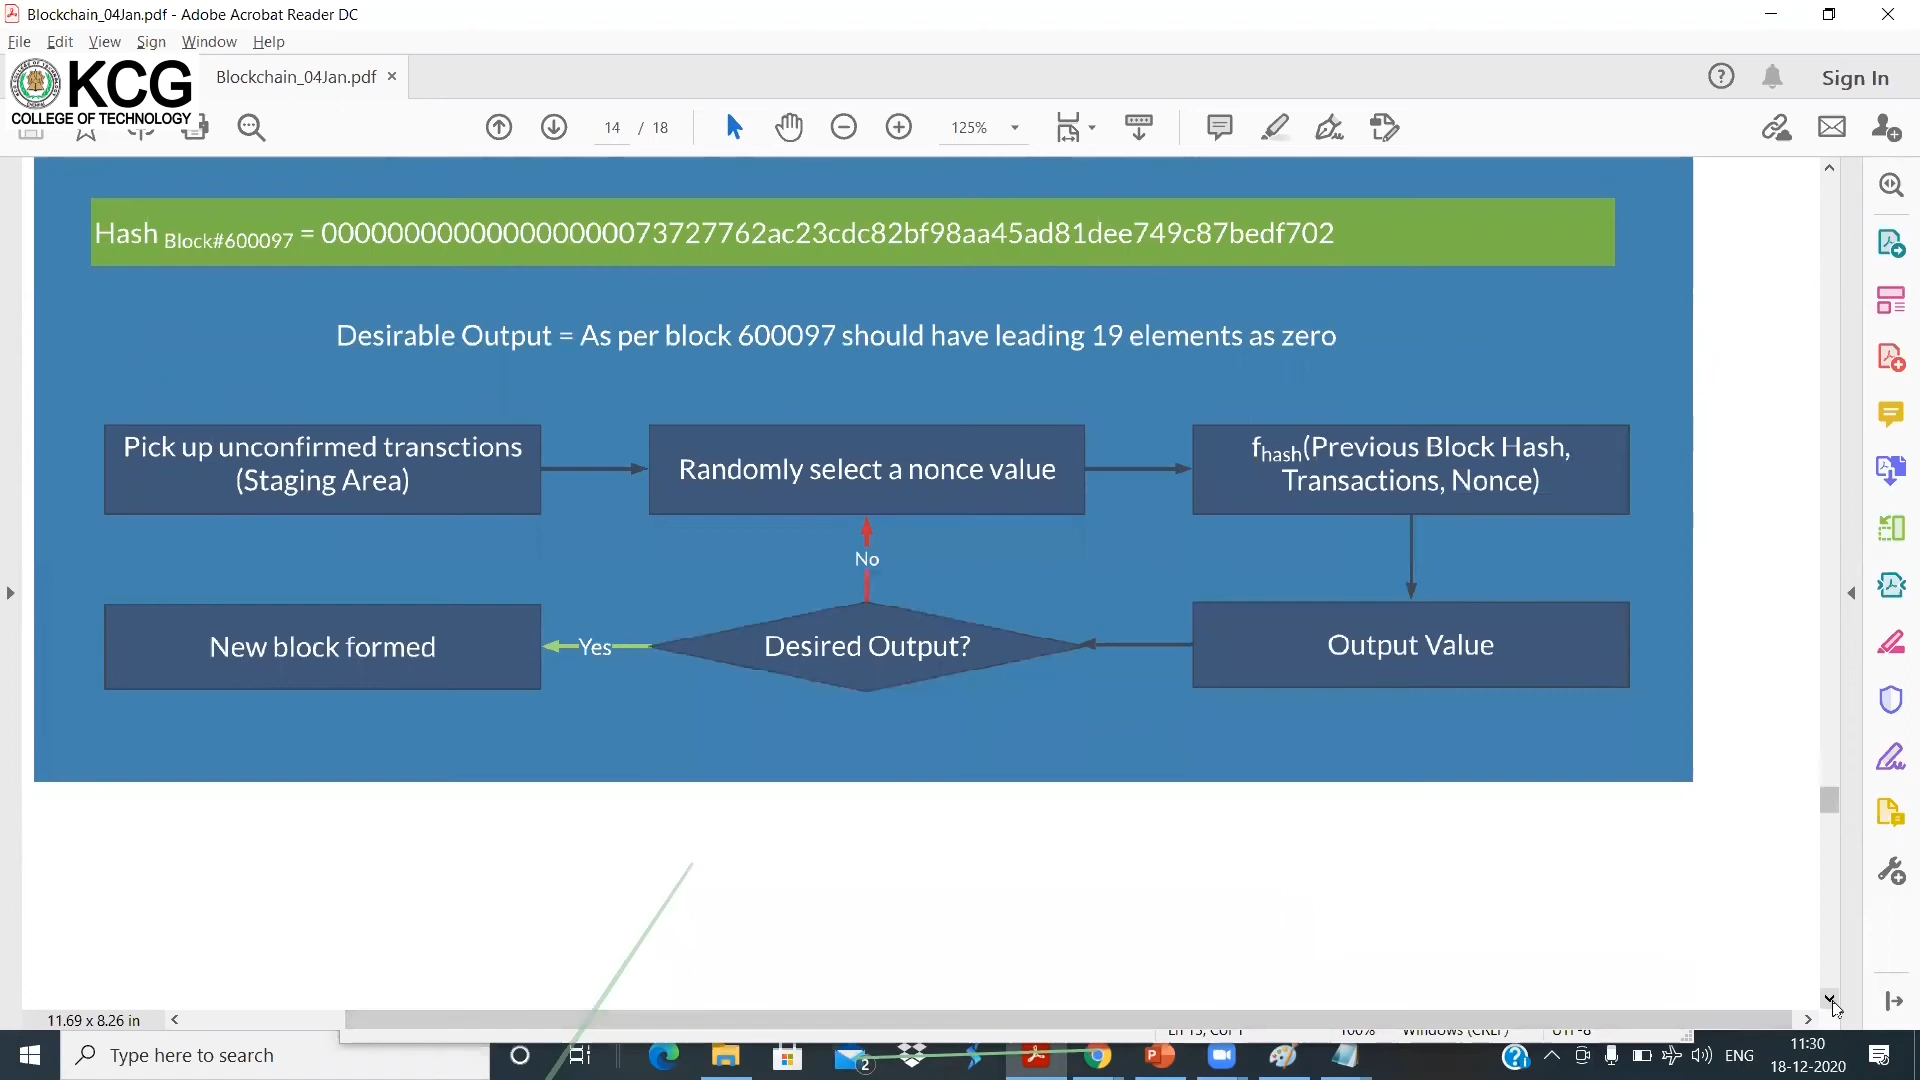 Blockchain_04Jan.pdf - Adobe Acrobat Reader DC
File Edit View Sign Window Help
KCG
COLLEGE OF TECHNOLOGY
Blockchain_04Jan.pdf ×
Sign In
14 / 18
125%
Hash Block#600097 = 00000000000000000007372776​2ac23cdc82bf98aa45ad81dee749c87bedf702
Desirable Output = As per block 600097 should have leading 19 elements as zero
Pick up unconfirmed transctions
(Staging Area)
Randomly select a nonce value
fhash(Previous Block Hash,
Transactions, Nonce)
No
New block formed
Yes
Desired Output?
Output Value
11.69 x 8.26 in
100%
Type here to search
2
ENG
11:30
18-12-2020